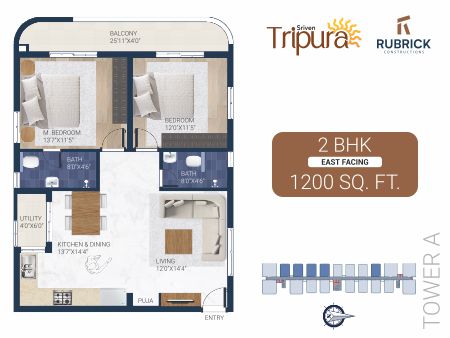 BALCONY
25'11"X4'0"
M. BEDROOM
13'7"X11'5"
BEDROOM
12'0"X11'5"
BATH
8'0"X4'6"
BATH
8'0"X4'6"
UTILITY
4'0"X6'0"
KITCHEN & DINING
13'7"X14'4"
LIVING
12'0"X14'4"
PUJA
ENTRY
Sriven
Tripura
RUBRICK
CONSTRUCTIONS
2 BHK
EAST FACING
1200 SQ. FT.
TOWER A